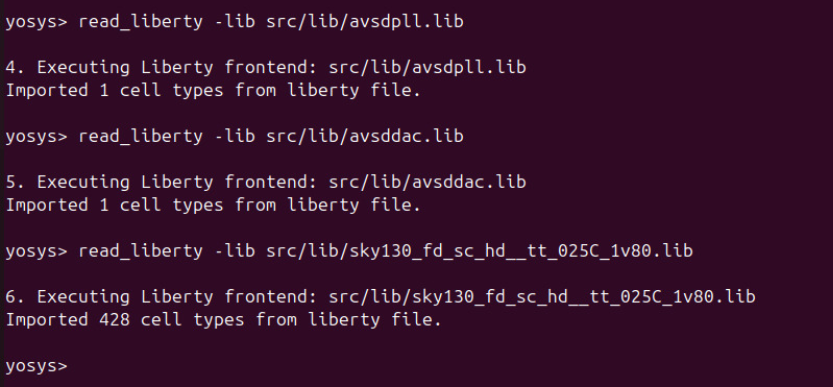 yosys> read_liberty -lib src/lib/avsdpll.lib
4. Executing Liberty frontend: src/lib/avsdpll.lib
Imported 1 cell types from liberty file.
yosys> read_liberty -lib src/lib/avsddac.lib
5. Executing Liberty frontend: src/lib/avsddac.lib
Imported 1 cell types from liberty file.
yosys> read_liberty -lib src/lib/sky130_fd_sc_hd__tt_025C_1v80.lib
6. Executing Liberty frontend: src/lib/sky130_fd_sc_hd__tt_025C_1v80.lib
Imported 428 cell types from liberty file.
yosys>